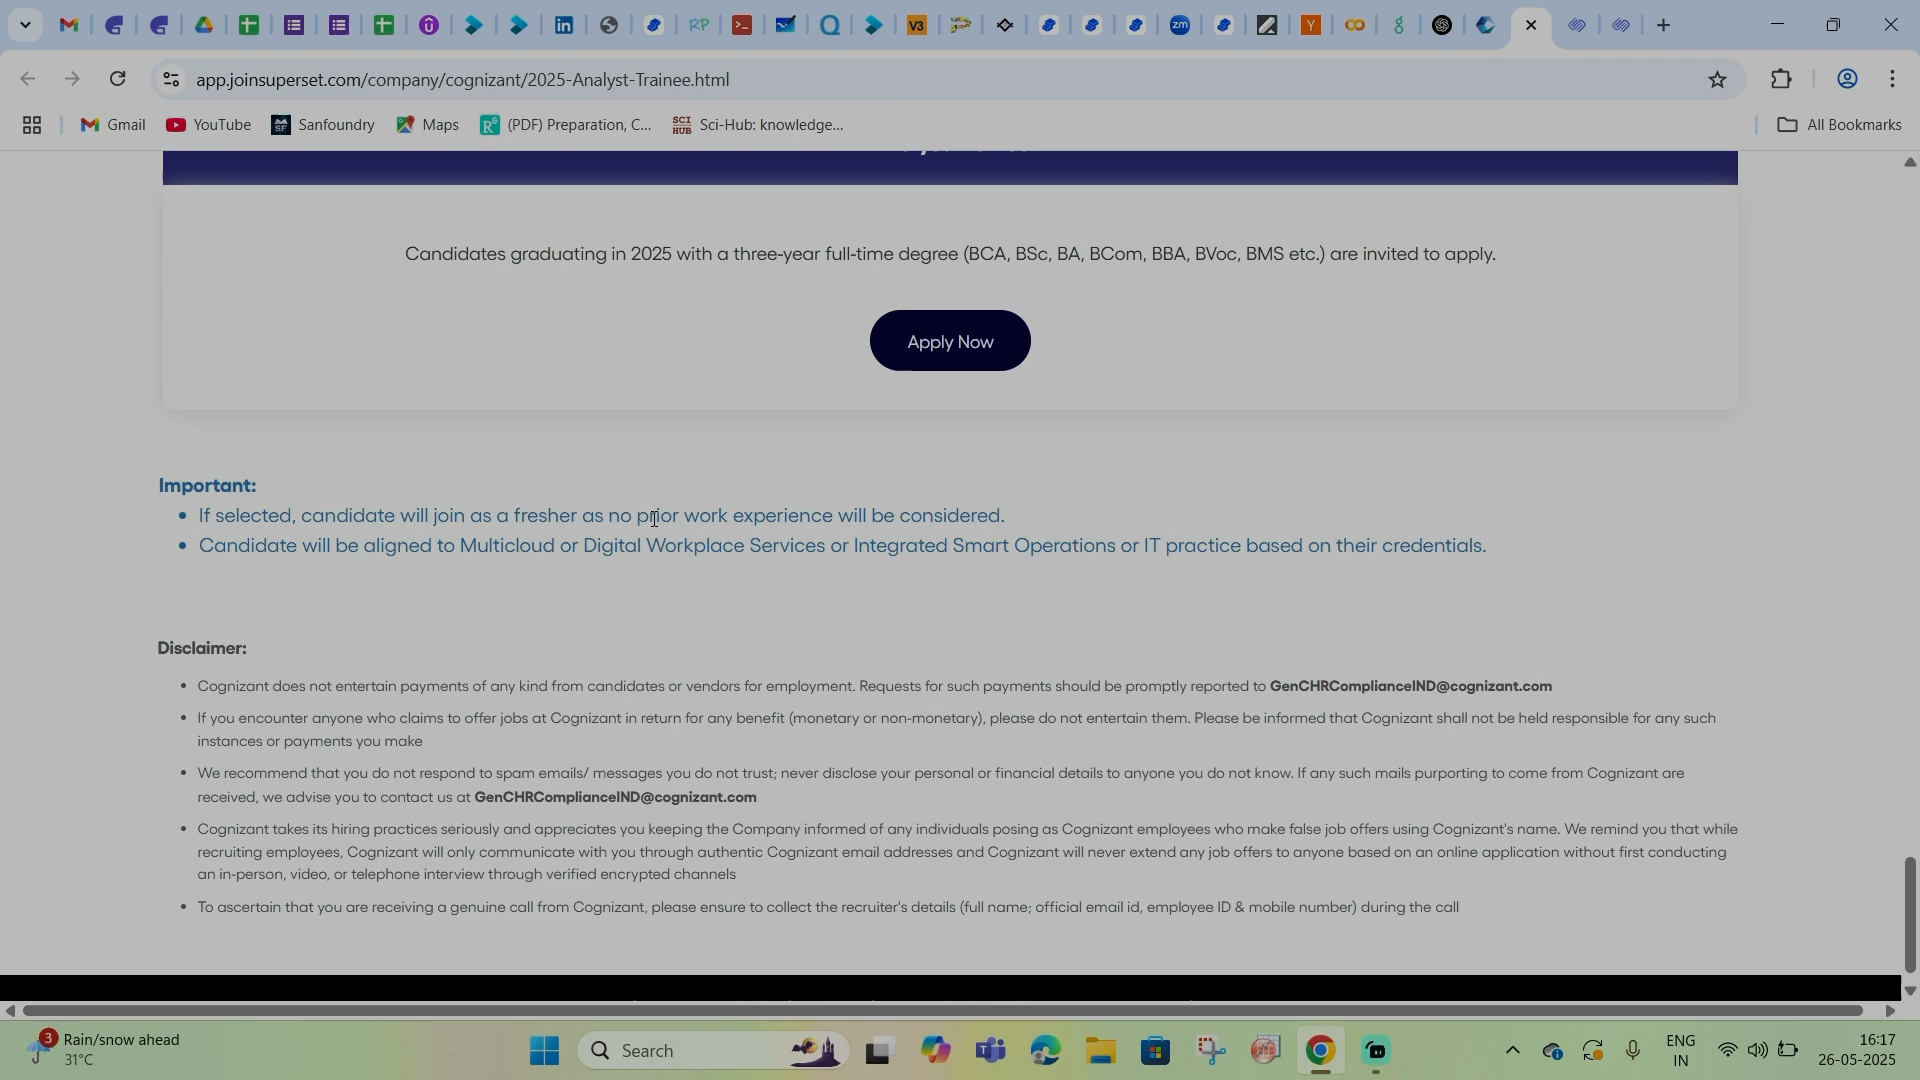 app.joinsuperset.com/company/cognizant/2025-Analyst-Trainee.html
Gmail YouTube Sanfoundry Maps (PDF) Preparation, C... Sci-Hub: knowledge... All Bookmarks
Candidates graduating in 2025 with a three-year full-time degree (BCA, BSc, BA, BCom, BBA, BVoc, BMS etc.) are invited to apply.
Apply Now
Important:
If selected, candidate will join as a fresher as no prior work experience will be considered.
Candidate will be aligned to Multicloud or Digital Workplace Services or Integrated Smart Operations or IT practice based on their credentials.
Disclaimer:
Cognizant does not entertain payments of any kind from candidates or vendors for employment. Requests for such payments should be promptly reported to GenCHRComplianceIND@cognizant.com
If you encounter anyone who claims to offer jobs at Cognizant in return for any benefit (monetary or non-monetary), please do not entertain them. Please be informed that Cognizant shall not be held responsible for any such
instances or payments you make
We recommend that you do not respond to spam emails/ messages you do not trust; never disclose your personal or financial details to anyone you do not know. If any such mails purporting to come from Cognizant are
received, we advise you to contact us at GenCHRComplianceIND@cognizant.com
Cognizant takes its hiring practices seriously and appreciates you keeping the Company informed of any individuals posing as Cognizant employees who make false job offers using Cognizant's name. We remind you that while
recruiting employees, Cognizant will only communicate with you through authentic Cognizant email addresses and Cognizant will never extend any job offers to anyone based on an online application without first conducting
an in-person, video, or telephone interview through verified encrypted channels
To ascertain that you are receiving a genuine call from Cognizant, please ensure to collect the recruiter's details (full name; official email id, employee ID & mobile number) during the call
3 Rain/snow ahead
31°C
Search
ENG
IN
16:17
26-05-2025